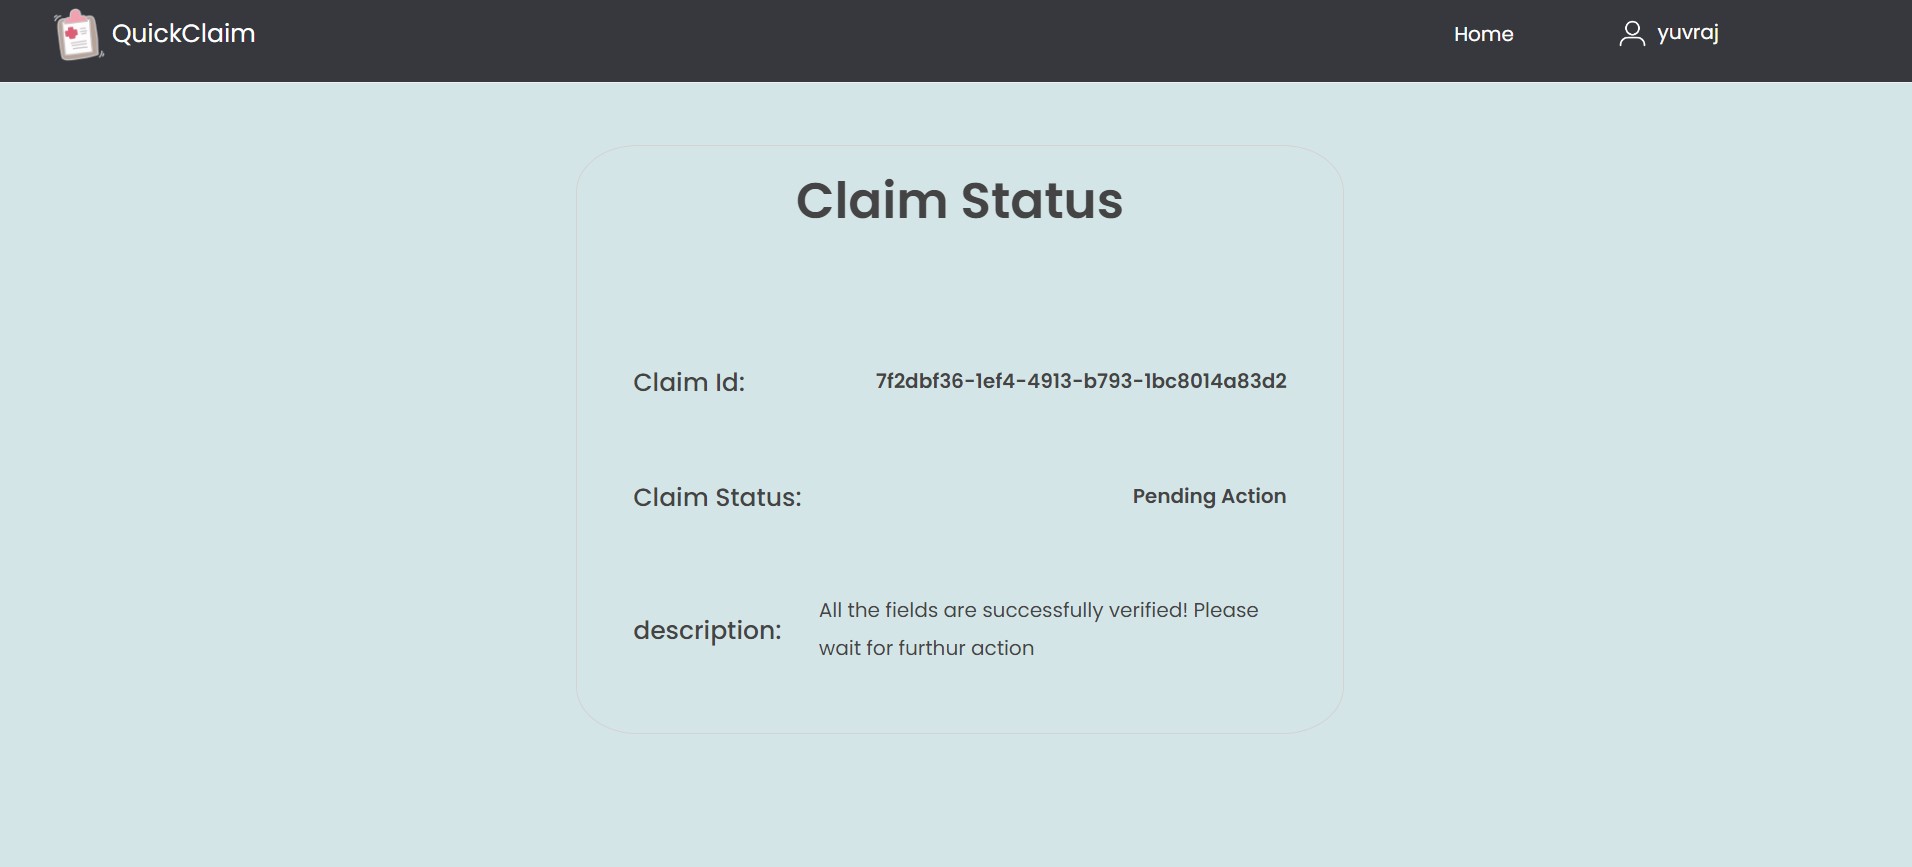 QuickClaim
Home
yuvraj
Claim Status
Claim Id:
7f2dbf36-1ef4-4913-b793-1bc8014a83d2
Claim Status:
Pending Action
description:
All the fields are successfully verified! Please
wait for furthur action